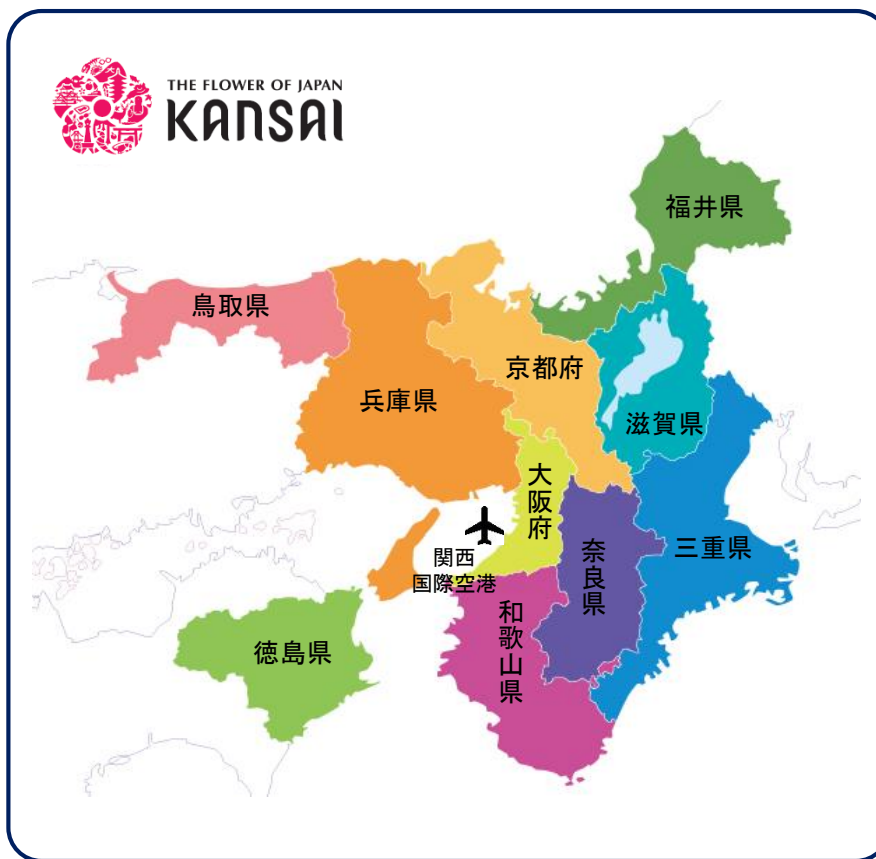 THE FLOWER OF JAPAN
KANSAI
福井県
鳥取県
京都府
兵庫県
滋賀県
大阪府
三重県
奈良県
関西
国際空港
和歌山県
徳島県